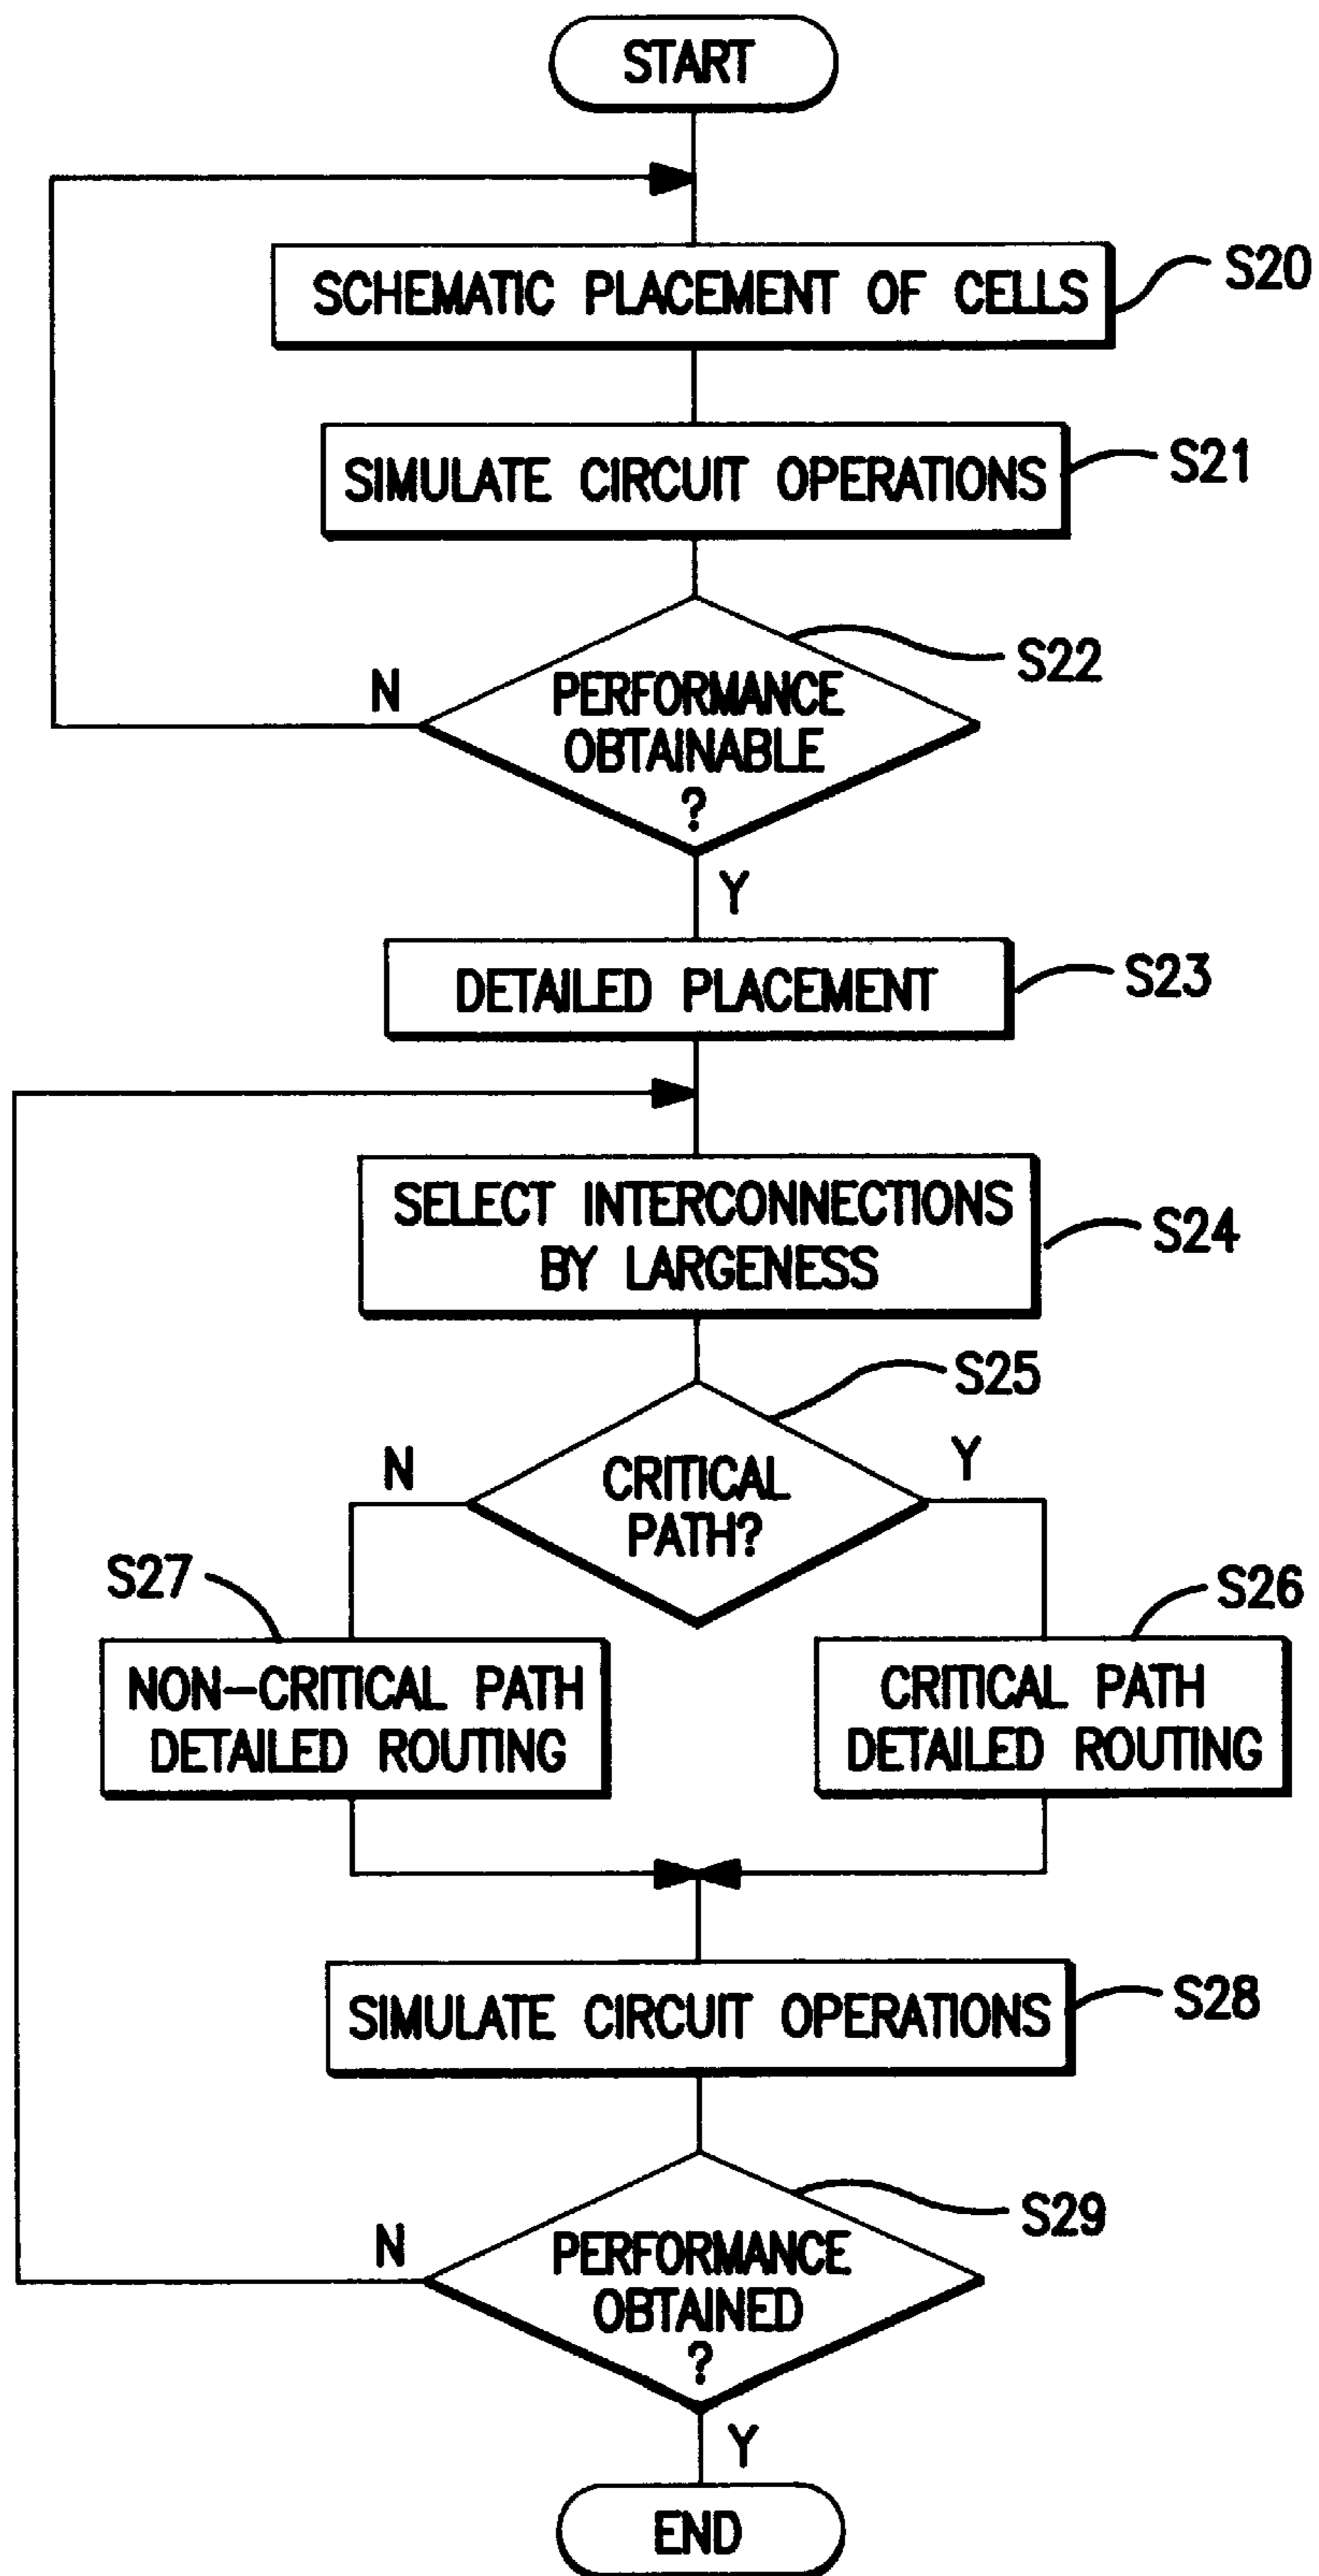 START
SCHEMATIC PLACEMENT OF CELLS
S20
SIMULATE CIRCUIT OPERATIONS
S21
S22
N
PERFORMANCE
OBTAINABLE
?
Y
DETAILED PLACEMENT
S23
SELECT INTERCONNECTIONS
BY LARGENESS
S24
S25
N
CRITICAL
PATH?
Y
S27
S26
NON-CRITICAL PATH
DETAILED ROUTING
CRITICAL PATH
DETAILED ROUTING
SIMULATE CIRCUIT OPERATIONS
S28
S29
N
PERFORMANCE
OBTAINED
?
Y
END